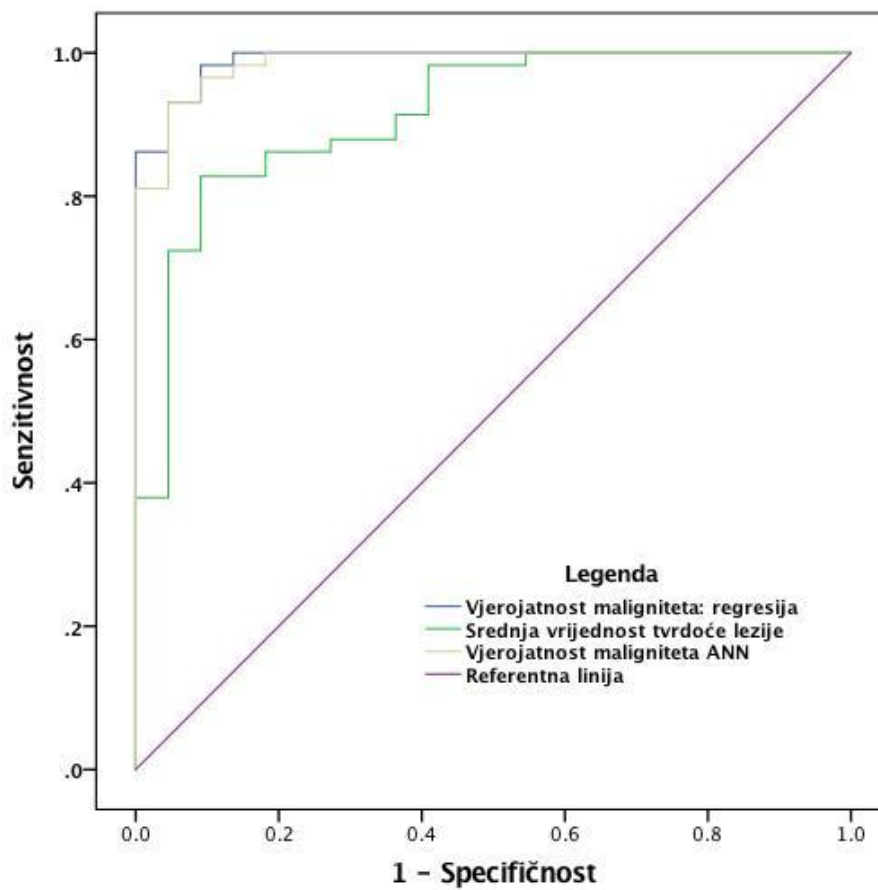 Senzitivnost
1.0
.8
.6
.4
.2
.0
Legenda
Vjerojatnost maligniteta: regresija
Srednja vrijednost tvrdoće lezije
Vjerojatnost maligniteta ANN
Referentna linija
0.0 0.2 0.4 0.6 0.8 1.0
1 - Specifičnost